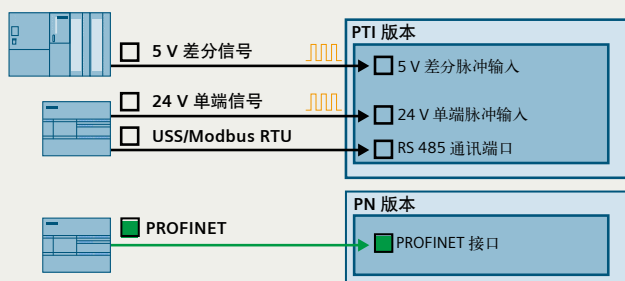 PTI 版本
5 V 差分信号
5 V 差分脉冲输入
24 V 单端信号
24 V 单端脉冲输入
USS/Modbus RTU
RS 485 通讯端口
PN 版本
PROFINET
PROFINET 接口